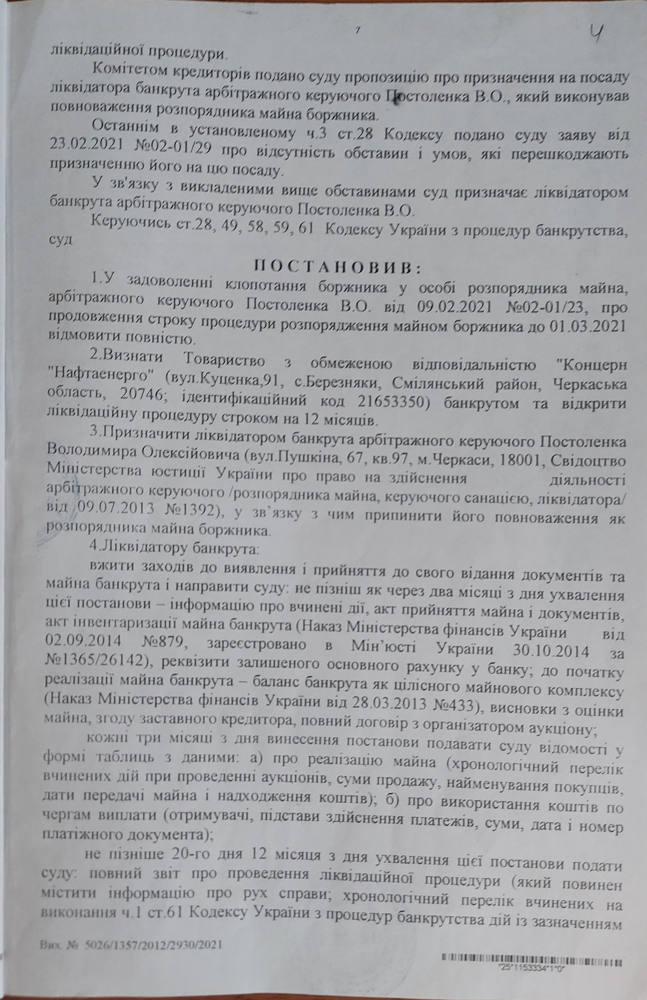 7
4
ліквідаційної процедури.
Комітетом кредиторів подано суду пропозицію про призначення на посаду
ліквідатора банкрута арбітражного керуючого Постоленка В.О., який виконував
повноваження розпорядника майна боржника.
Останнім в установленому ч.3 ст.28 Кодексу подано суду заяву від
23.02.2021 №02-01/29 про відсутність обставин і умов, які перешкоджають
призначенню його на цю посаду.
У зв'язку з викладеними вище обставинами суд призначає ліквідатором
банкрута арбітражного керуючого Постоленка В.О.
Керуючись ст.28, 49, 58, 59, 61 Кодексу України з процедур банкрутства,
суд
ПОСТАНОВИВ:
1.У задоволенні клопотання боржника у особі розпорядника майна,
арбітражного керуючого Постоленка В.О. від 09.02.2021 №02-01/23, про
продовження строку процедури розпорядження майном боржника до 01.03.2021
відмовити повністю.
2.Визнати Товариство з обмеженою відповідальністю "Концерн
"Нафтаенерго" (вул.Куценка,91, с.Березняки, Смілянський район, Черкаська
область, 20746; ідентифікаційний код 21653350) банкрутом та відкрити
ліквідаційну процедуру строком на 12 місяців.
3.Призначити ліквідатором банкрута арбітражного керуючого Постоленка
Володимира Олексійовича (вул.Пушкіна, 67, кв.97, м.Черкаси, 18001, Свідоцтво
Міністерства юстиції України про право на здійснення діяльності
арбітражного керуючого /розпорядника майна, керуючого санацією, ліквідатора/
від 09.07.2013 №1392), у зв’язку з чим припинити його повноваження як
розпорядника майна боржника.
4.Ліквідатору банкрута:
вжити заходів до виявлення і прийняття до свого відання документів та
майна банкрута і направити суду: не пізніш як через два місяці з дня ухвалення
цієї постанови – інформацію про вчинені дії, акт прийняття майна і документів,
акт інвентаризації майна банкрута (Наказ Міністерства фінансів України від
02.09.2014 №879, зареєстровано в Мін’юсті України 30.10.2014 за
№1365/26142), реквізити залишеного основного рахунку у банку; до початку
реалізації майна банкрута – баланс банкрута як цілісного майнового комплексу
(Наказ Міністерства фінансів України від 28.03.2013 №433), висновки з оцінки
майна, згоду заставного кредитора, повний договір з організатором аукціону;
кожні три місяці з дня винесення постанови подавати суду відомості у
формі таблиць з даними: а) про реалізацію майна (хронологічний перелік
вчинених дій при проведенні аукціонів, суми продажу, найменування покупців,
дати передачі майна і надходження коштів); б) про використання коштів по
чергам виплати (отримувачі, підстави здійснення платежів, суми, дата і номер
платіжного документа);
не пізніше 20-го дня 12 місяця з дня ухвалення цієї постанови подати
суду: повний звіт про проведення ліквідаційної процедури (який повинен
містити інформацію про рух справи; хронологічний перелік вчинених на
виконання ч.1 ст.61 Кодексу України з процедур банкрутства дій із зазначенням
Вих. № 5026/1357/2012/2930/2021
*25*1153334*1*0*